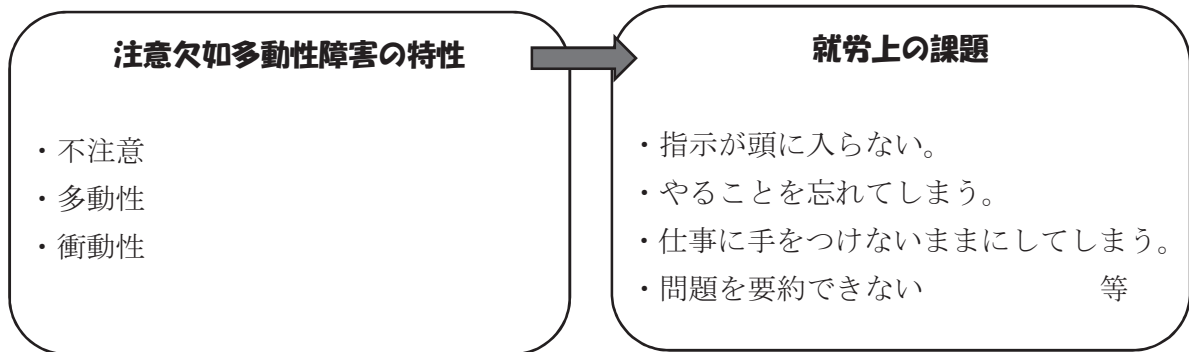 注意欠如多動性障害の特性
・不注意
・多動性
・衝動性
就労上の課題
・指示が頭に入らない。
・やることを忘れてしまう。
・仕事に手をつけないままにしてしまう。
・問題を要約できない 等